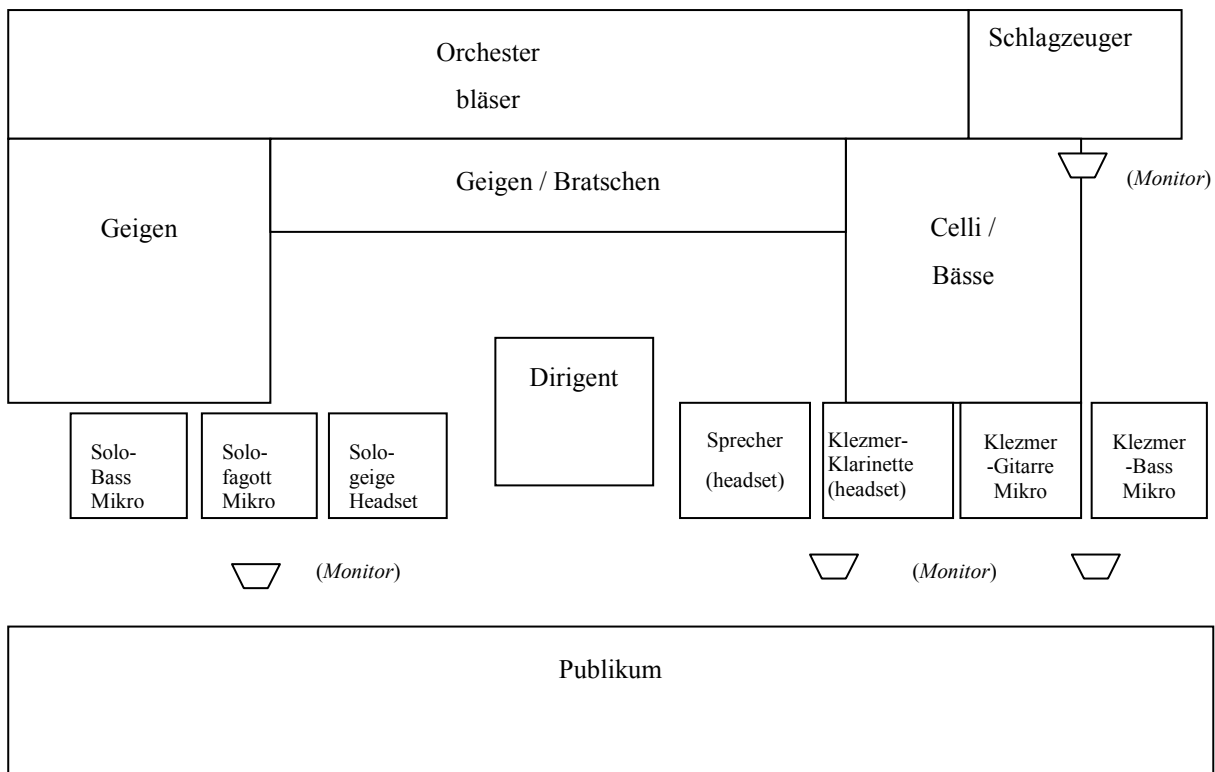 Orchester
bläser
Schlagzeuger
Geigen
Geigen / Bratschen
Celli /
Bässe
(Monitor)
Dirigent
Solo-
Bass
Mikro
Solo-
fagott
Mikro
Solo-
geige
Headset
Sprecher
(headset)
Klezmer-
Klarinette
(headset)
Klezmer
-Gitarre
Mikro
Klezmer
-Bass
Mikro
(Monitor)
(Monitor)
Publikum